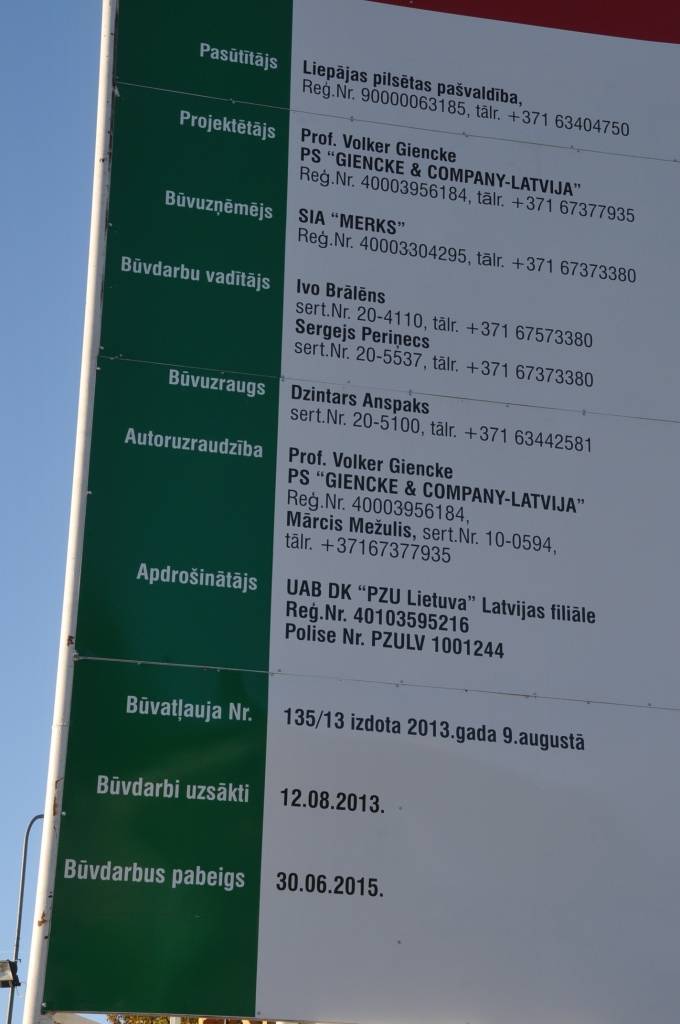 Pasūtītājs
Liepājas pilsētas pašvaldība,
Reģ.Nr. 90000063185, tālr. +371 63404750
Projektētājs
Prof. Volker Giencke
PS “GIENCKE & COMPANY-LATVIJA”
Reģ.Nr. 40003956184, tālr. +371 67377935
Būvuzņēmējs
SIA “MERKS”
Reģ.Nr. 40003304295, tālr. +371 67373380
Būvdarbu vadītājs
Ivo Brālēns
sert.Nr. 20-4110, tālr. +371 67573380
Sergejs Periņecs
sert.Nr. 20-5537, tālr. +371 67373380
Būvuzraugs
Dzintars Anspaks
sert.Nr. 20-5100, tālr. +371 63442581
Autoruzraudzība
Prof. Volker Giencke
PS “GIENCKE & COMPANY-LATVIJA”
Reģ.Nr. 40003956184,
Mārcis Mežulis, sert.Nr. 10-0594,
tālr. +37167377935
Apdrošinātājs
UAB DK “PZU Lietuva” Latvijas filiāle
Reģ.Nr. 40103595216
Polise Nr. PZULV 1001244
Būvatļauja Nr.
135/13 izdota 2013.gada 9.augustā
Būvdarbi uzsākti
12.08.2013.
Būvdarbus pabeigs
30.06.2015.